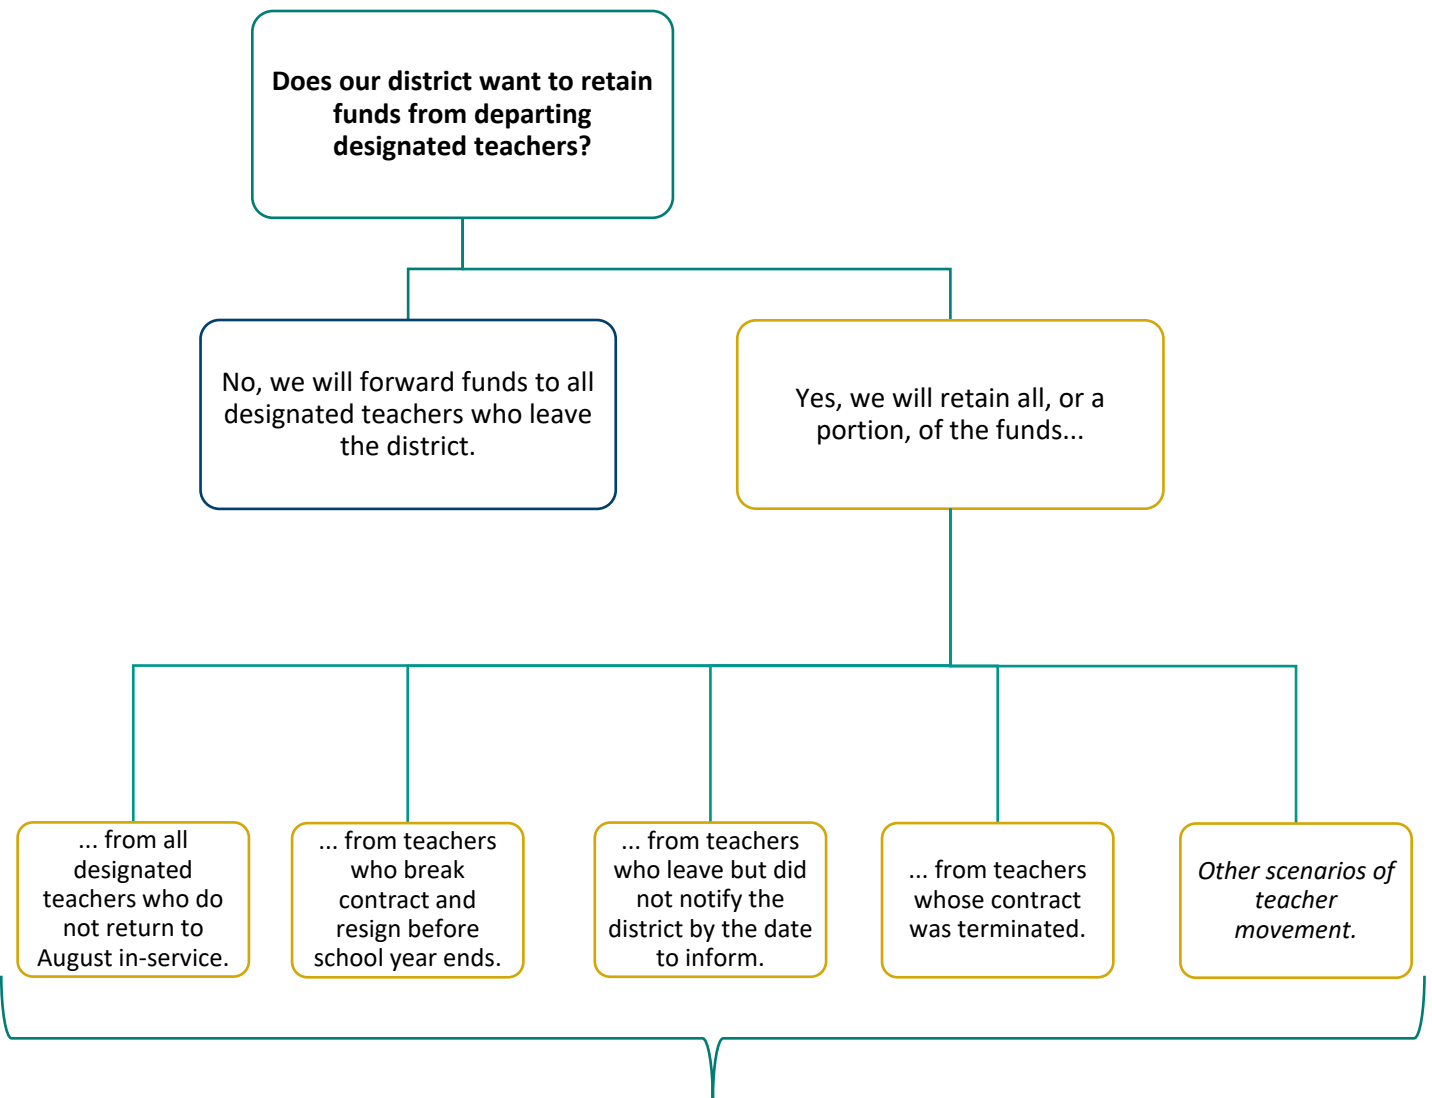 Does our district want to retain
funds from departing
designated teachers?
No, we will forward funds to all
designated teachers who leave
the district.
Yes, we will retain all, or a
portion, of the funds...
... from all
designated
teachers who do
not return to
August in-service.
... from teachers
who break
contract and
resign before
school year ends.
... from teachers
who leave but did
not notify the
district by the date
to inform.
... from teachers
whose contract
was terminated.
Other scenarios of
teacher
movement.